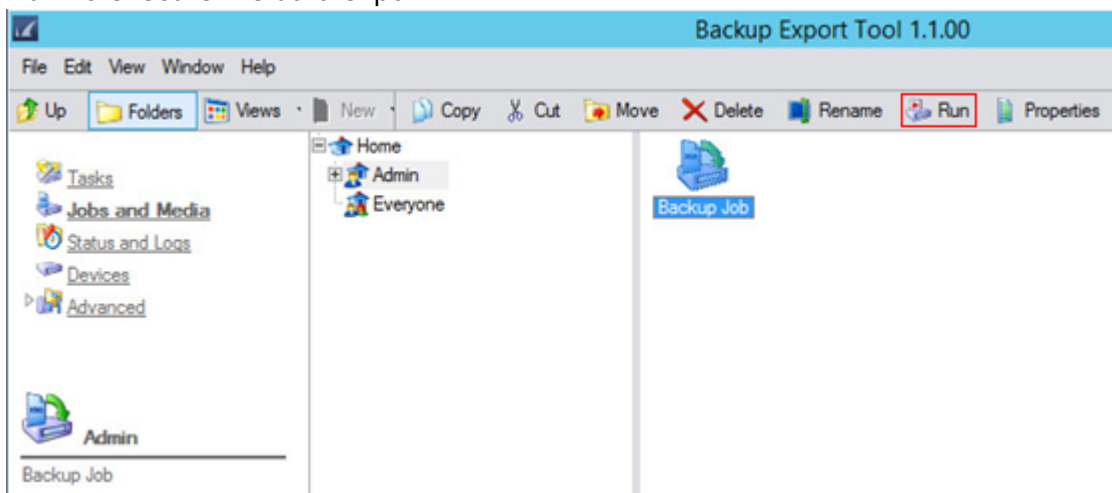 Backup Export Tool 1.1.00
File Edit View Window Help
Up Folders Views New Copy Cut Move Delete Rename Run Properties
Tasks
Jobs and Media
Status and Logs
Devices
Advanced
Admin
Backup Job
Home
Admin
Everyone
Backup Job